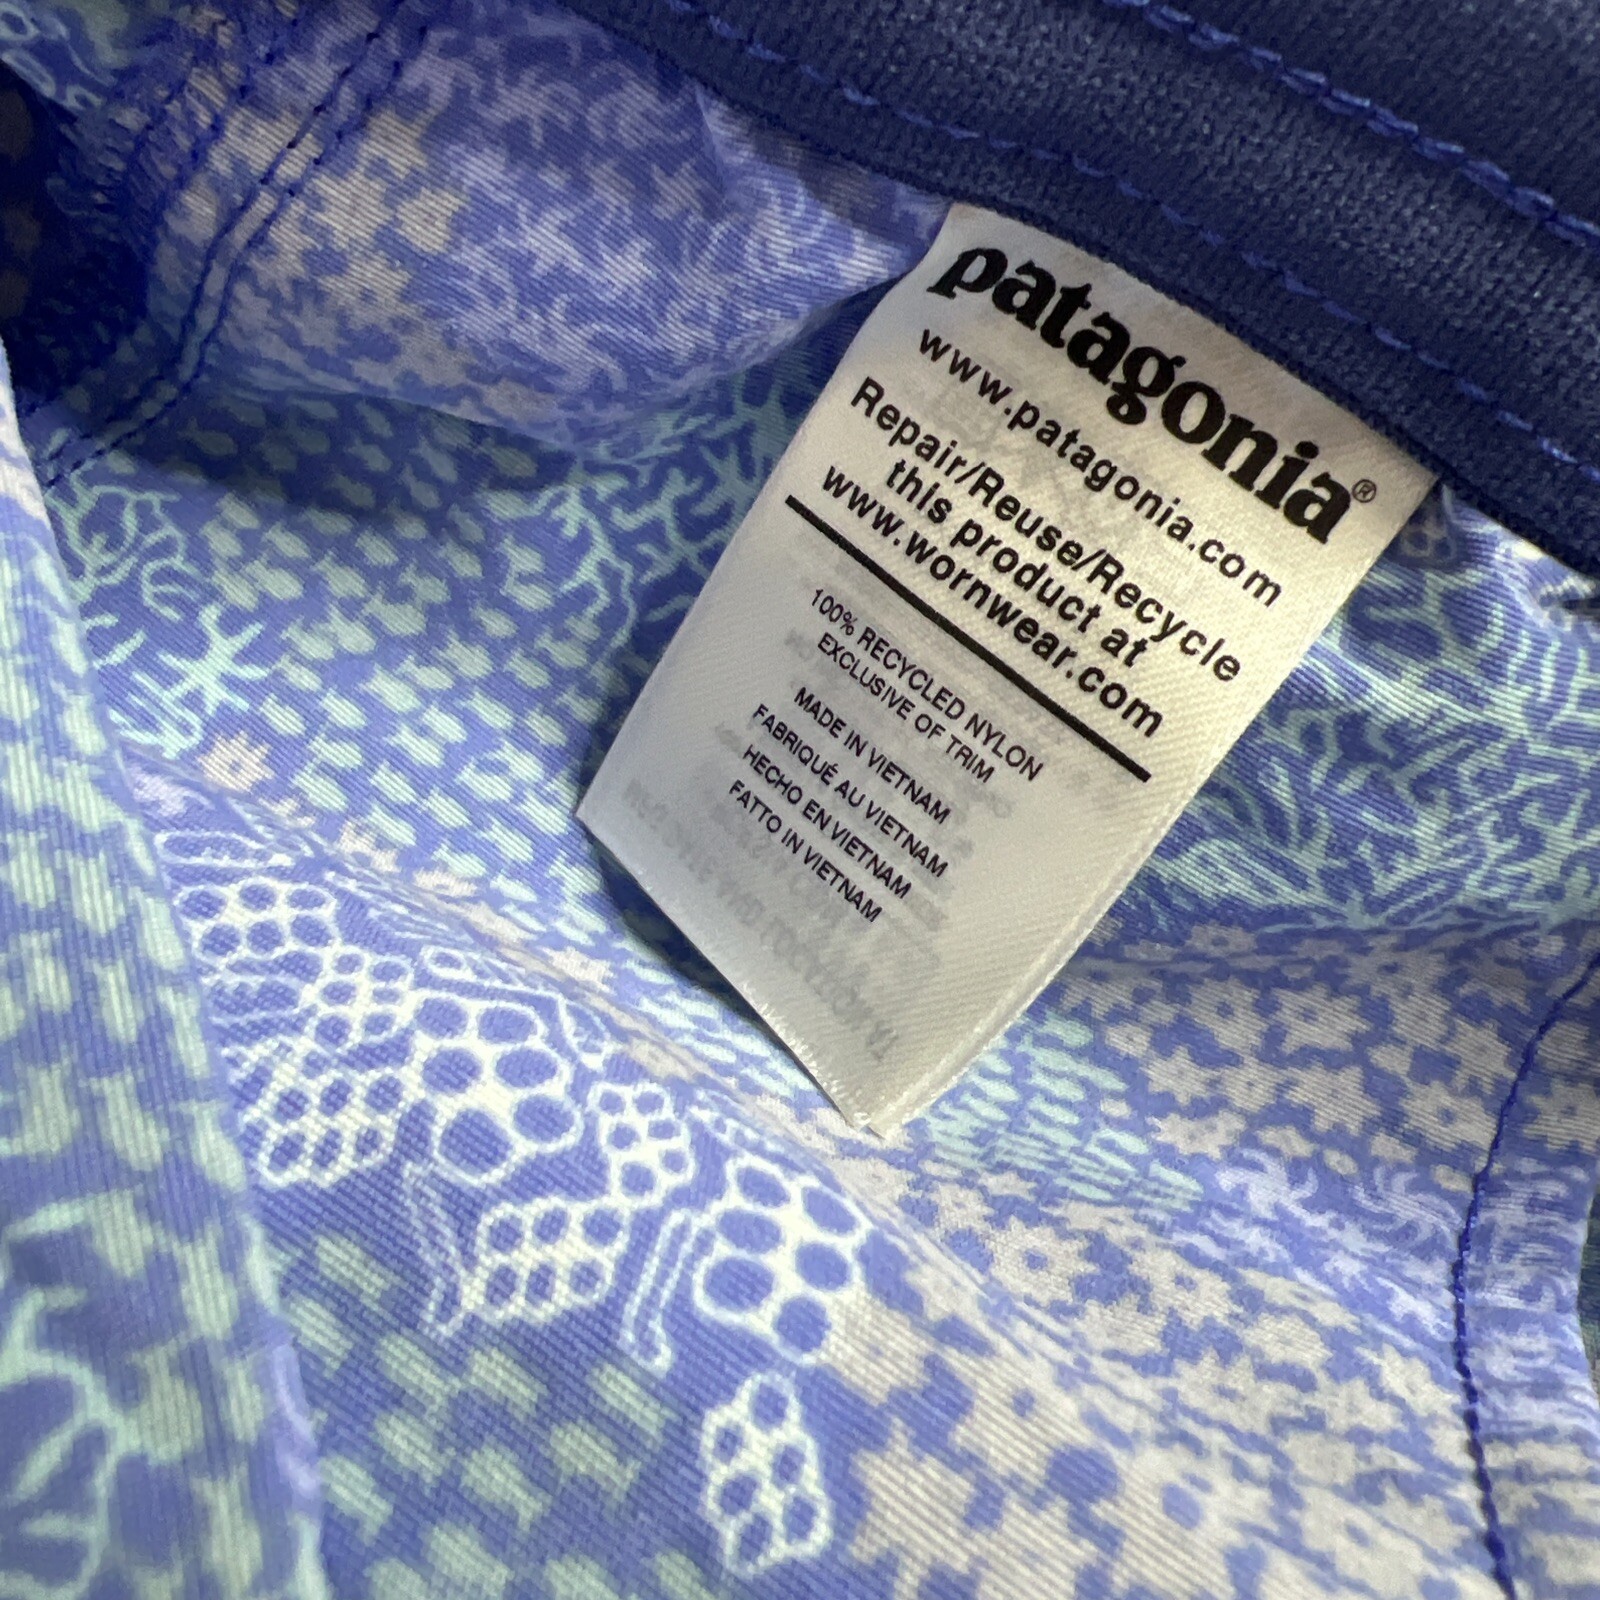 patagonia®
www.patagonia.com
Repair/Reuse/Recycle
this product at
www.wornwear.com
100% RECYCLED NYLON
EXCLUSIVE OF TRIM
MADE IN VIETNAM
FABRIQUÉ AU VIETNAM
HECHO EN VIETNAM
FATTO IN VIETNAM